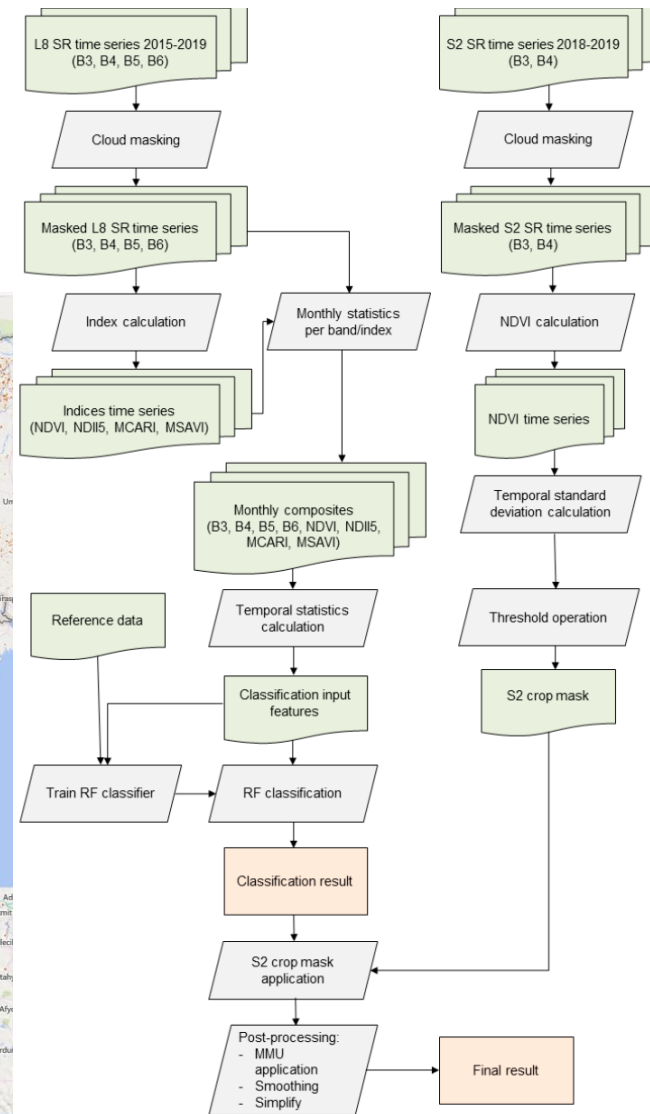 L8 SR time series 2015-2019
(B3, B4, B5, B6)
S2 SR time series 2018-2019
(B3, B4)
Cloud masking
Cloud masking
Masked L8 SR time series
(B3, B4, B5, B6)
Masked S2 SR time series
(B3, B4)
Index calculation
Monthly statistics
per band/index
NDVI calculation
Indices time series
(NDVI, NDII5, MCARI, MSAVI)
NDVI time series
Monthly composites
(B3, B4, B5, B6, NDVI, NDII5,
MCARI, MSAVI)
Temporal standard
deviation calculation
Reference data
Temporal statistics
calculation
Threshold operation
Classification input
features
S2 crop mask
Train RF classifier
RF classification
Classification result
S2 crop mask
application
Post-processing:
- MMU
application
- Smoothing
- Simplify
Final result